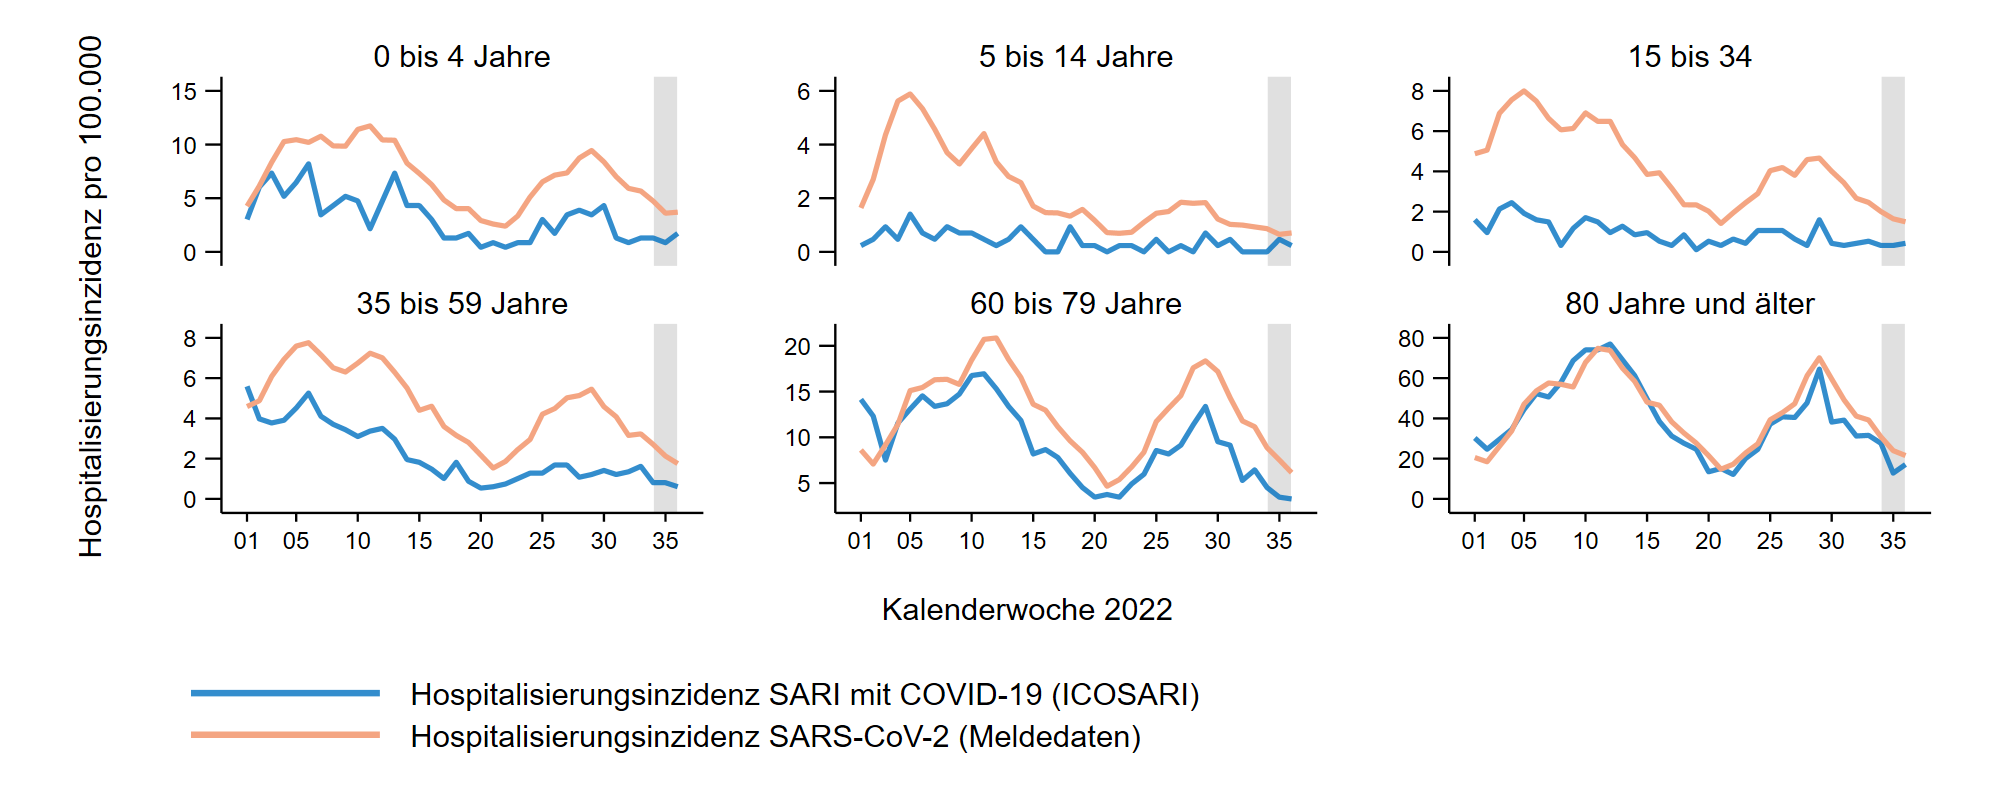 Hospitalisierungsinzidenz pro 100.000
0 bis 4 Jahre
15
10
5
0
5 bis 14 Jahre
6
4
2
0
15 bis 34
8
6
4
2
0
35 bis 59 Jahre
8
6
4
2
0
01 05 10 15 20 25 30 35
60 bis 79 Jahre
20
15
10
5
01 05 10 15 20 25 30 35
80 Jahre und älter
80
60
40
20
0
01 05 10 15 20 25 30 35
Kalenderwoche 2022
Hospitalisierungsinzidenz SARI mit COVID-19 (ICOSARI)
Hospitalisierungsinzidenz SARS-CoV-2 (Meldedaten)